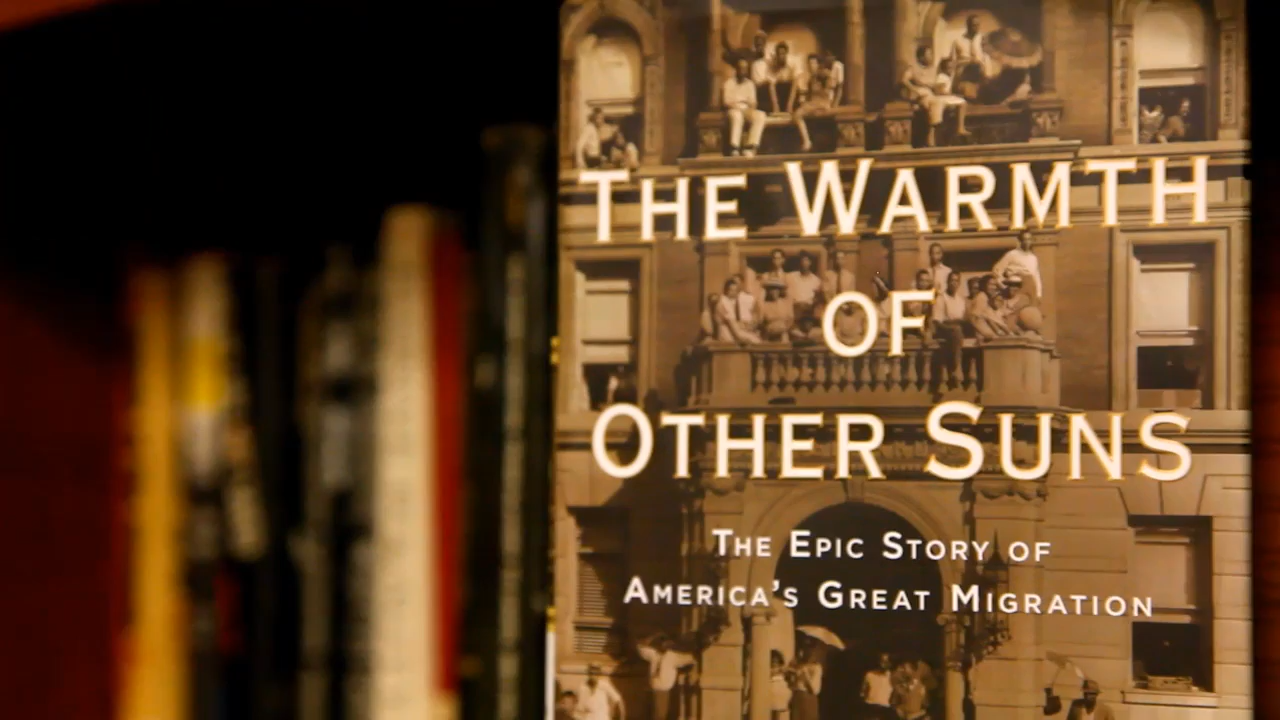 THE WARMTH
OF
OTHER SUNS
THE EPIC STORY OF
AMERICA'S GREAT MIGRATION